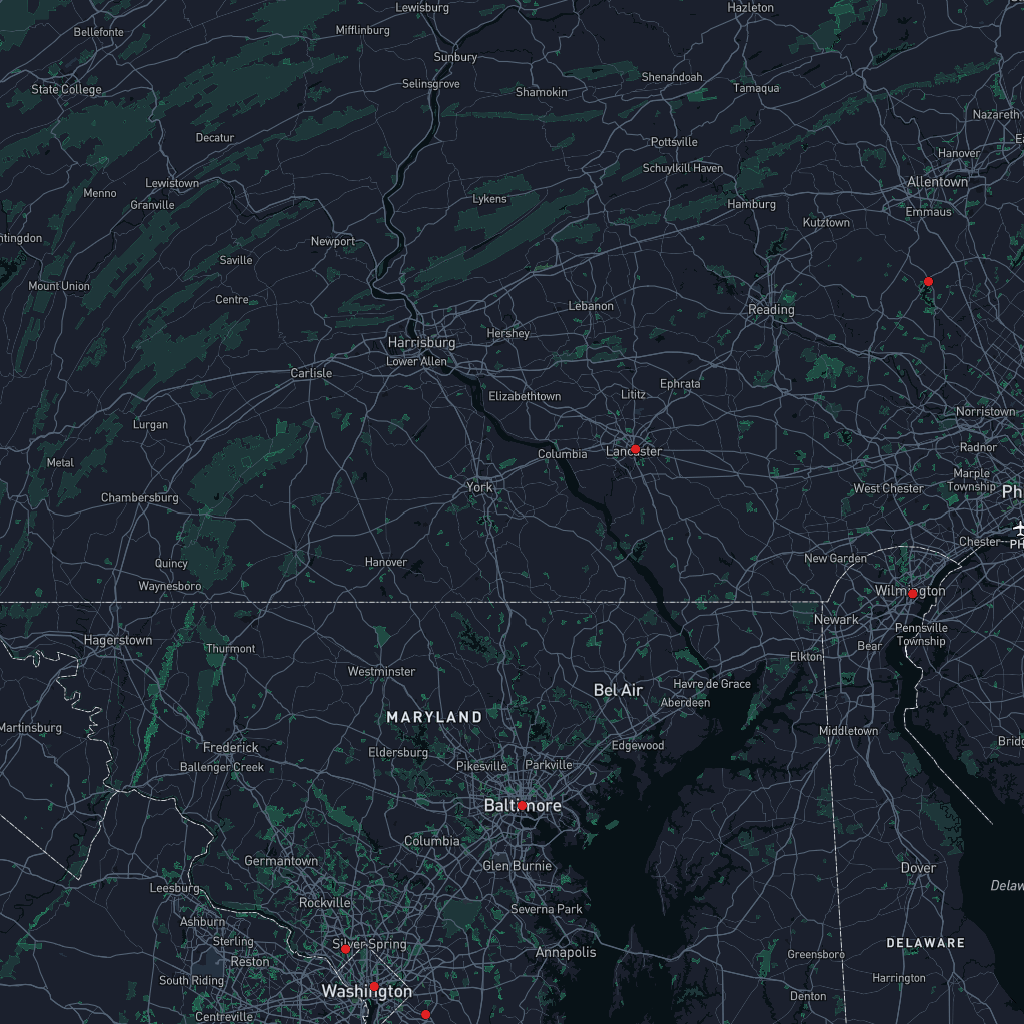 Lewisburg
Hazleton
Bellefonte
Mifflinburg
Sunbury
Shenandoah
State College
Selinsgrove
Shamokin
Tamaqua
Nazareth
Decatur
Pottsville
Hanover
Schuylkill Haven
Menno
Lewistown
Allentown
Granville
Lykens
Hamburg
Emmaus
Kutztown
ntingdon
Newport
Saville
Mount Union
Centre
Lebanon
Reading
Hershey
Harrisburg
Lower Allen
Carlisle
Ephrata
Elizabethtown
Lititz
Norristown
Lurgan
Radnor
Metal
Columbia
Lancaster
Marple
Township
York
West Chester
Chambersburg
Ph
Chester
PH
Quincy
Hanover
New Garden
Waynesboro
Wilmington
Newark
Pennsville
Township
Hagerstown
Thurmont
Bear
Elkton
Westminster
Bel Air
Havre de Grace
Aberdeen
MARYLAND
Martinsburg
Middletown
Bridg
Frederick
Eldersburg
Edgewood
Ballenger Creek
Pikesville
Parkville
Baltimore
Columbia
Germantown
Glen Burnie
Dover
Leesburg
Delaw
Rockville
Severna Park
Ashburn
Sterling
Silver Spring
DELAWARE
Reston
Annapolis
Greensboro
South Riding
Washington
Harrington
Denton
Centreville